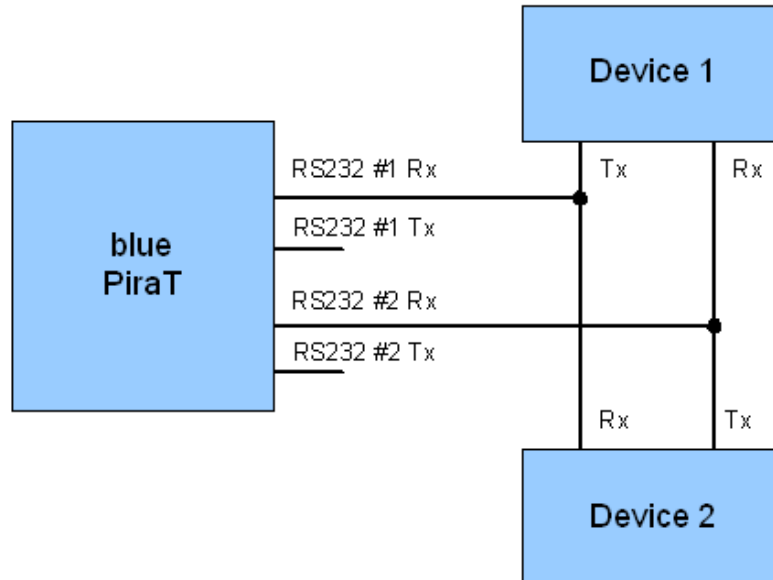 Device 1
RS232 #1 Rx
Tx
Rx
RS232 #1 Tx
blue
PiraT
RS232 #2 Rx
RS232 #2 Tx
Rx
Tx
Device 2